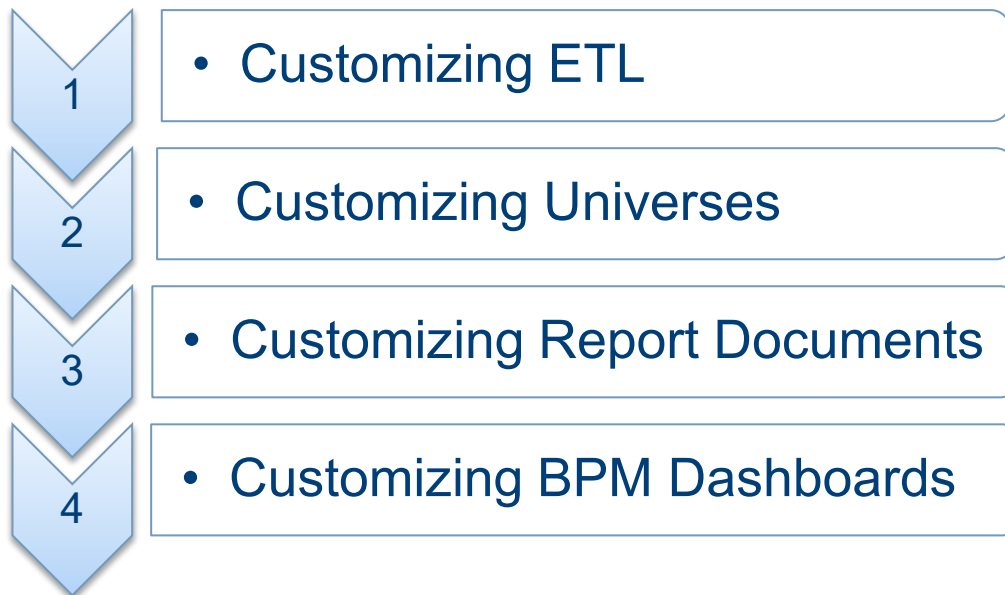 1
• Customizing ETL
2
• Customizing Universes
3
• Customizing Report Documents
4
• Customizing BPM Dashboards